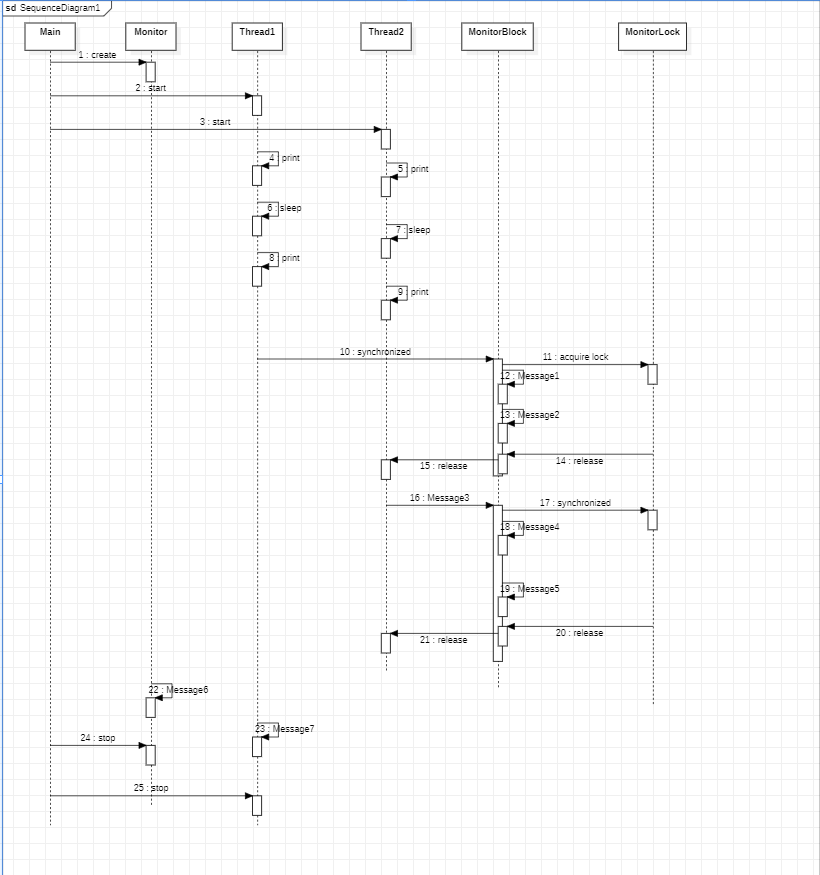 sd SequenceDiagram1
Main
Monitor
Thread1
Thread2
MonitorBlock
MonitorLock
1 : create
2 : start
3 : start
4 : print
5 : print
6 : sleep
7 : sleep
8 : print
9 : print
10 : synchronized
11 : acquire lock
12 : Message1
13 : Message2
14 : release
15 : release
16 : Message3
17 : synchronized
18 : Message4
19 : Message5
20 : release
21 : release
22 : Message6
23 : Message7
24 : stop
25 : stop